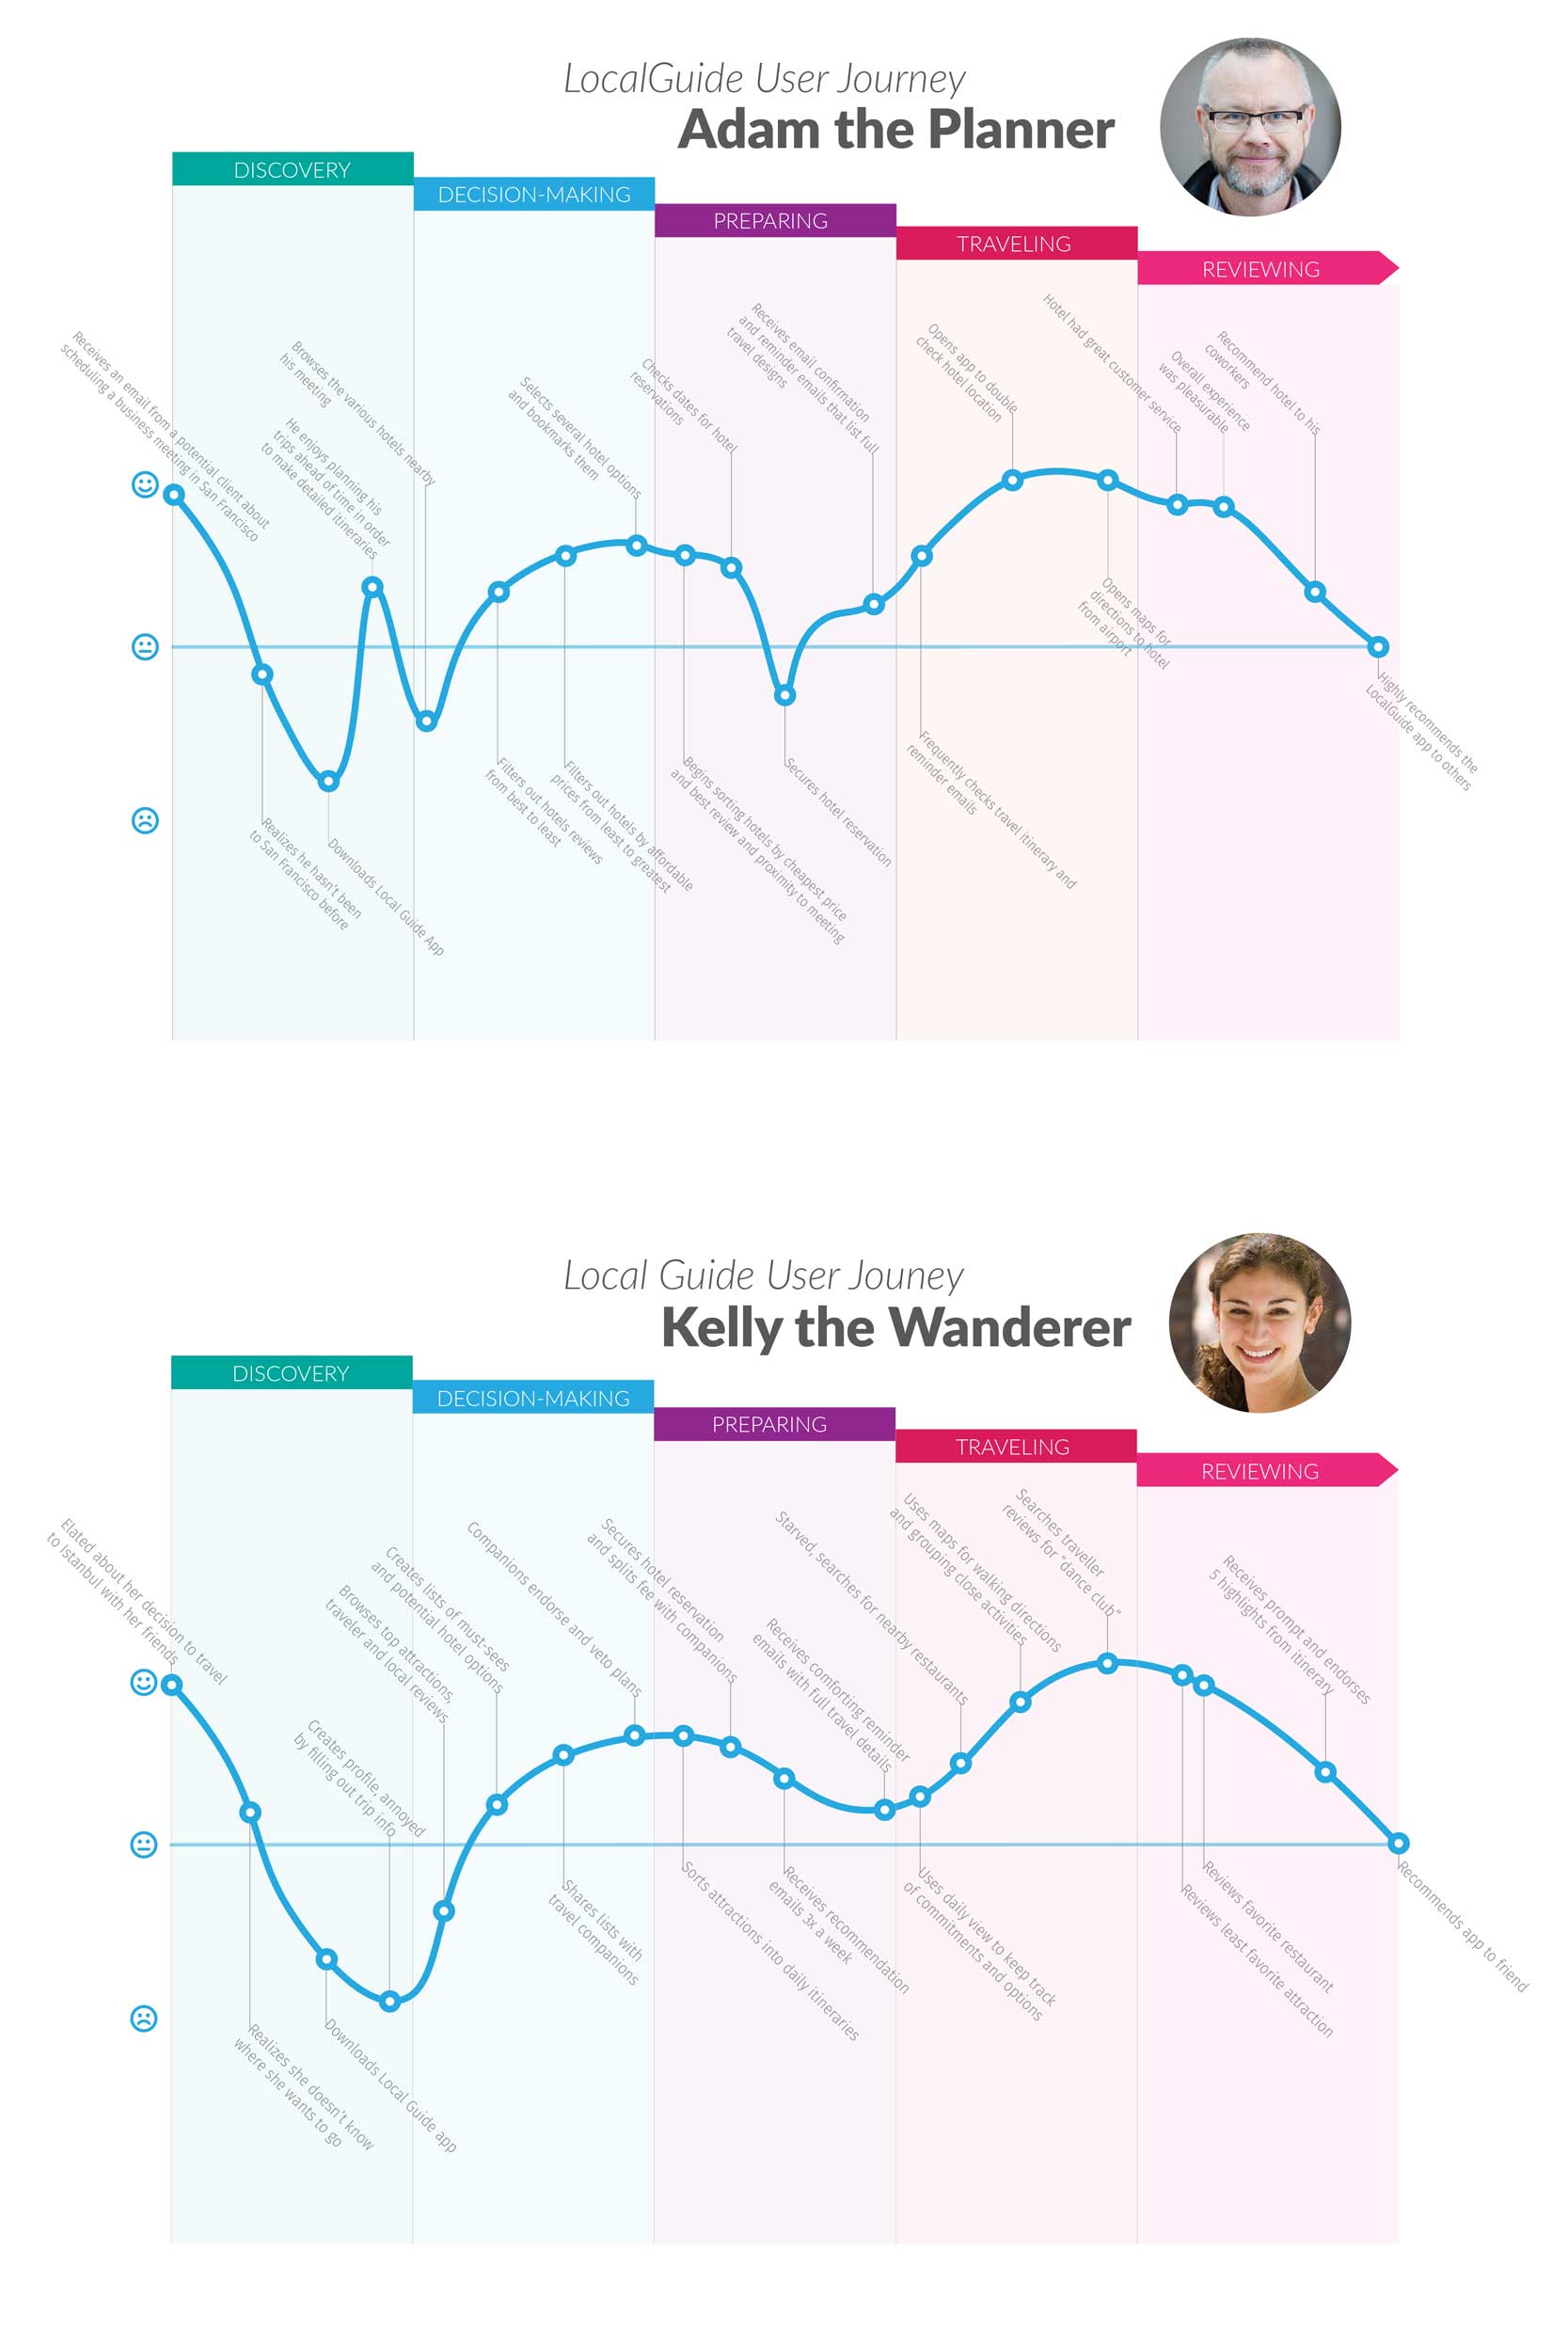 LocalGuide User Journey
Adam the Planner
DISCOVERY
DECISION-MAKING
PREPARING
TRAVELING
REVIEWING
Receives an email from a potential client about
scheduling a business meeting in San Francisco
Realizes he hasn't been
to San Francisco before
Downloads Local Guide App
He enjoys planning his
trips ahead of time in order
to make detailed itineraries
Browses the various hotels nearby
his meeting
Filters out hotels reviews
from best to least
FIlters out hotels by affordable
prices from least to greatest
Selects several hotel options
and bookmarks them
Begins sorting hotels by cheapest price
and best review and proximity to meeting
Checks dates for hotel
reservations
Secures hotel reservation
Receives email confirmation
and reminder emails that list full
travel designs
Frequently checks travel itinerary and
reminder emails
Opens app to double
check hotel location
Opens maps for
directions to hotel
from airport
Hotel had great customer service
Overall experience
was pleasurable
Recommend hotel to his
coworkers
Highly recommends the
LocalGuide app to others
Local Guide User Jouney
Kelly the Wanderer
DISCOVERY
DECISION-MAKING
PREPARING
TRAVELING
REVIEWING
Elated about her decision to travel
to Istanbul with her friends
Realizes she doesn't know
where she wants to go
Downloads Local Guide app
Creates profile, annoyed
by filling out trip info
Browses top attractions,
traveler and local reviews
Creates lists of must-sees
and potential hotel options
Shares lists with
travel companions
Companions endorse and veto plans
Sorts attractions into daily itineraries
Secures hotel reservation
and splits fee with companions
Receives recommendation
emails 3x a week
Receives comforting reminder
emails with full travel details
Uses daily view to keep track
of commitments and options
Starved, searches for nearby restaurants
Uses maps for walking directions
and grouping close activities
Searches traveller
reviews for "dance club"
Reviews least favorite attraction
Reviews favorite restaurant
Receives prompt, and endorses
5 highlights from itinerary
Recommends app to friend